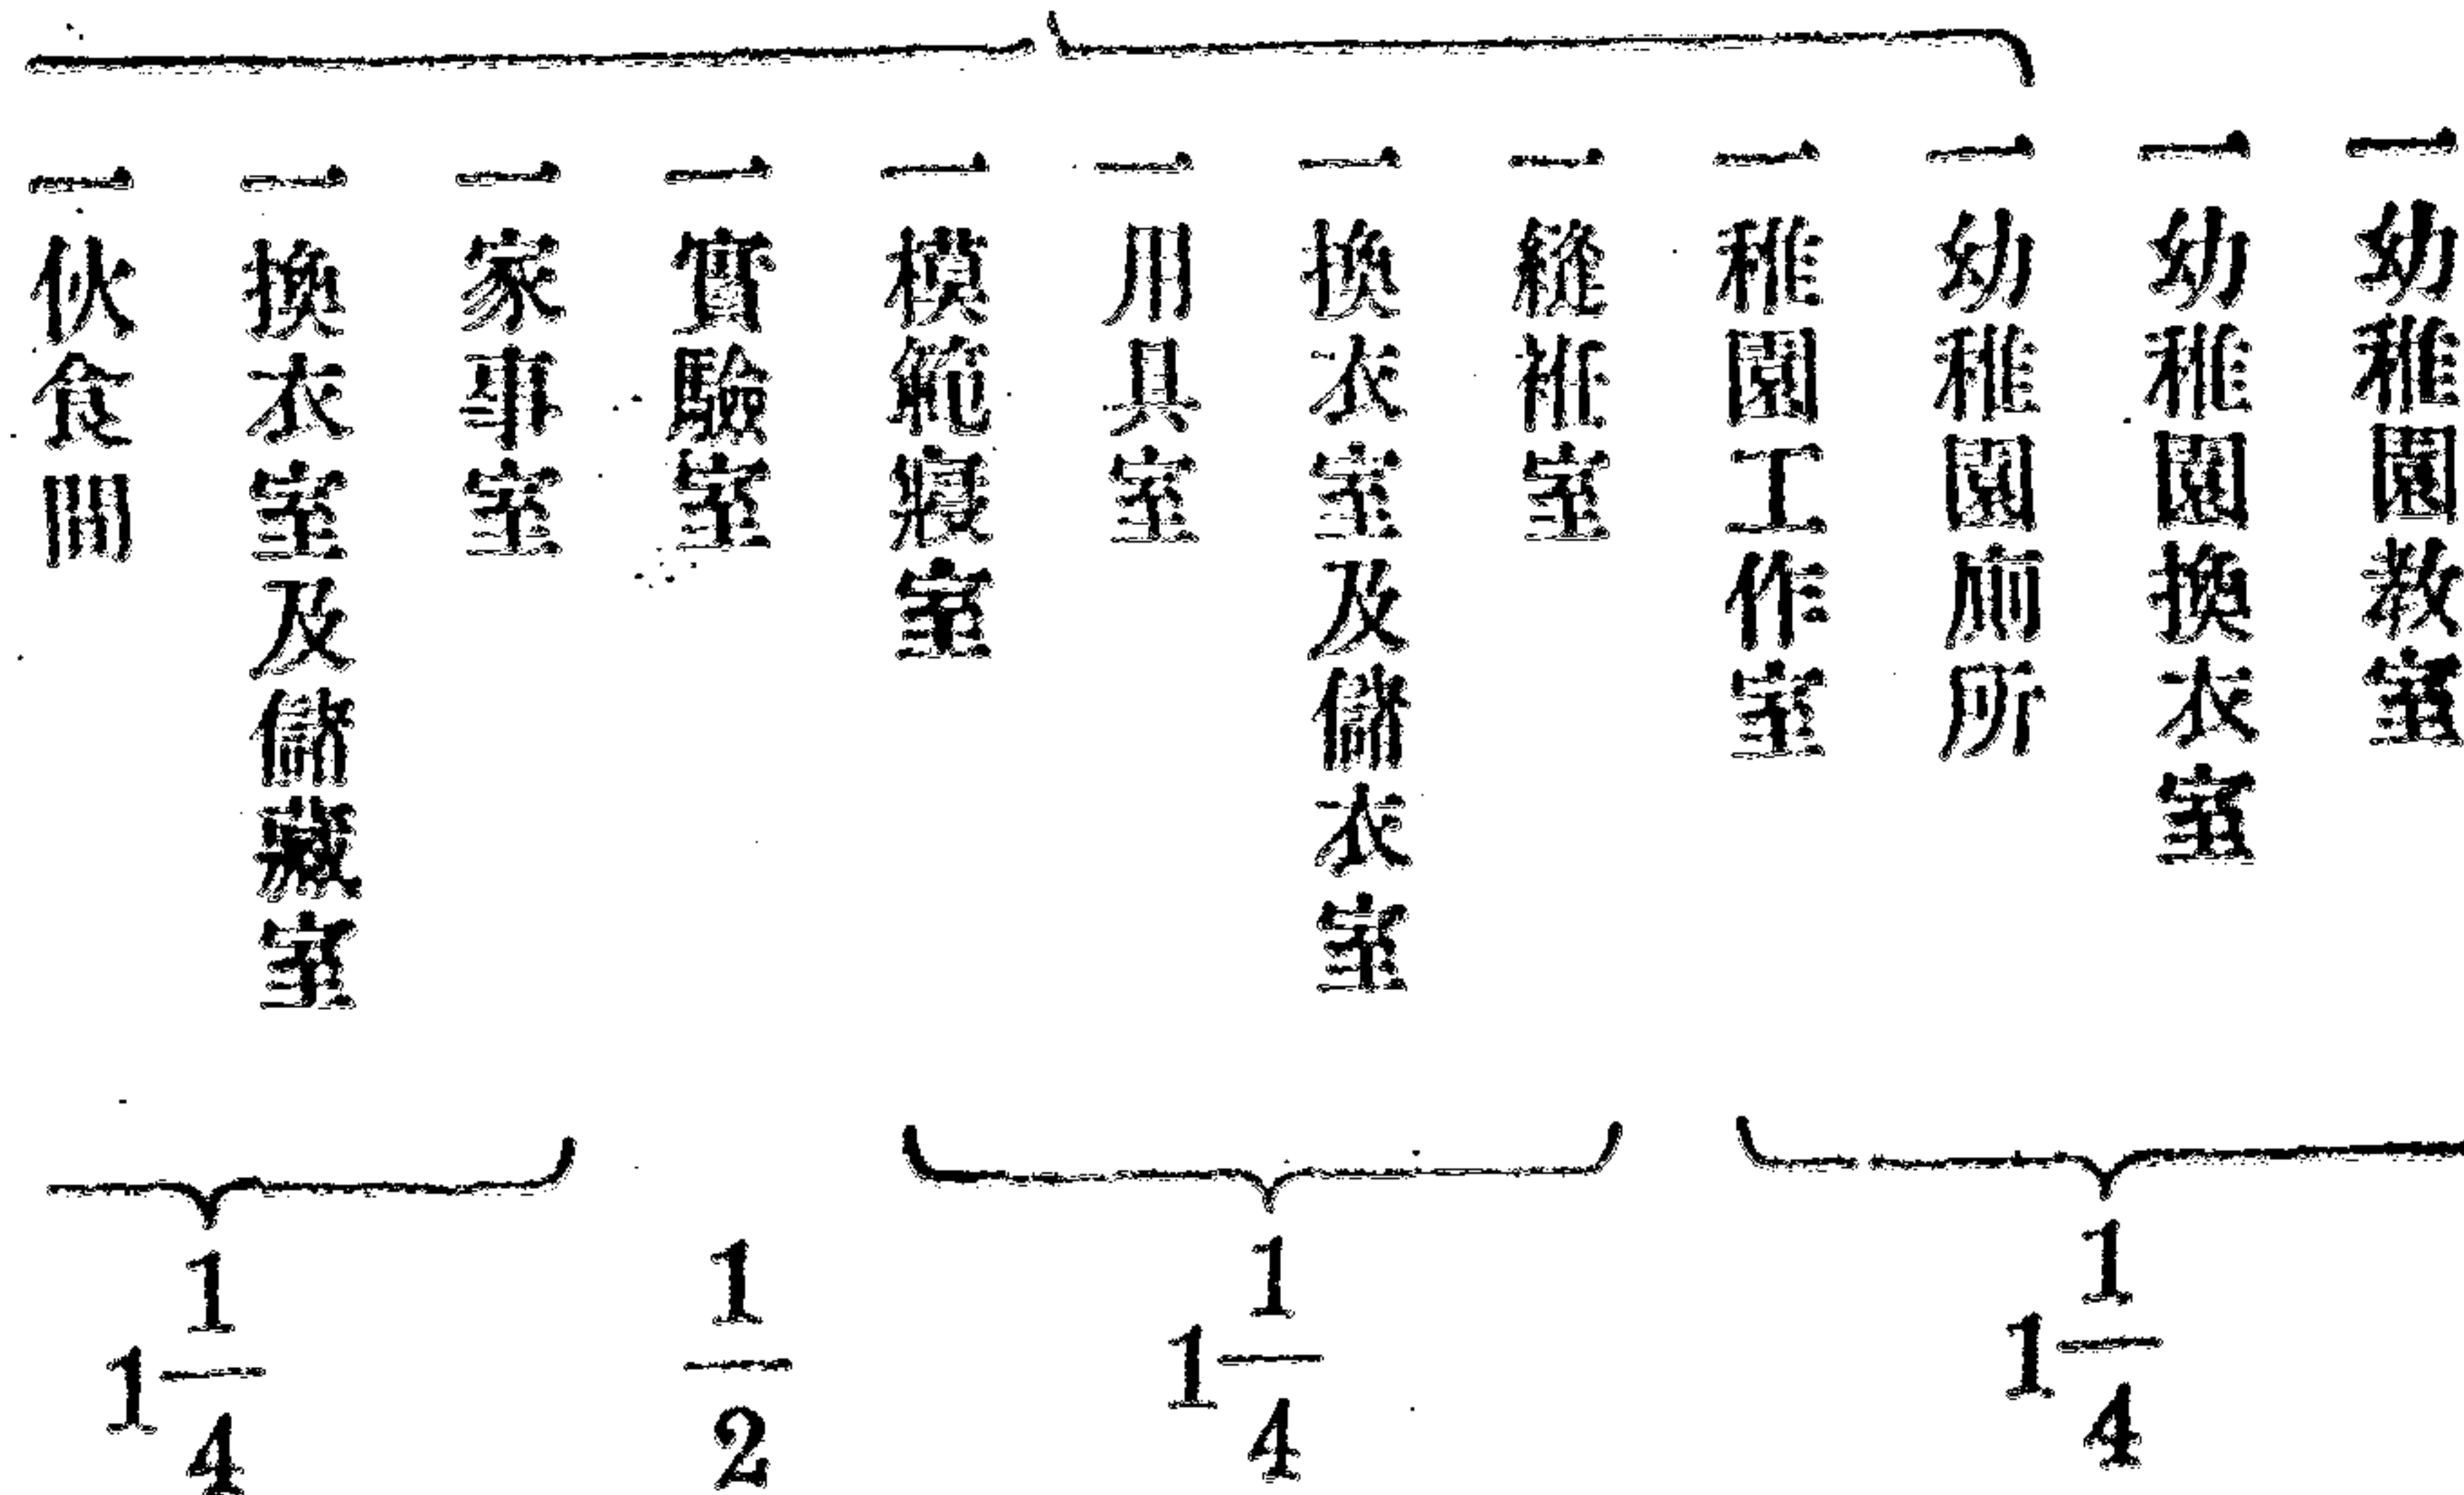 一 幼稚園教室
一 幼稚園換衣室
一 幼稚園廁所
一 稚園工作室
一 縫袵室
一 換衣室及儲衣室
一 用具室
一 模範寢室
一 實驗室
一 家事室
一 換衣室及儲藏室
一 伙食間
1 1/4
1 1/4
1/2
1 1/4